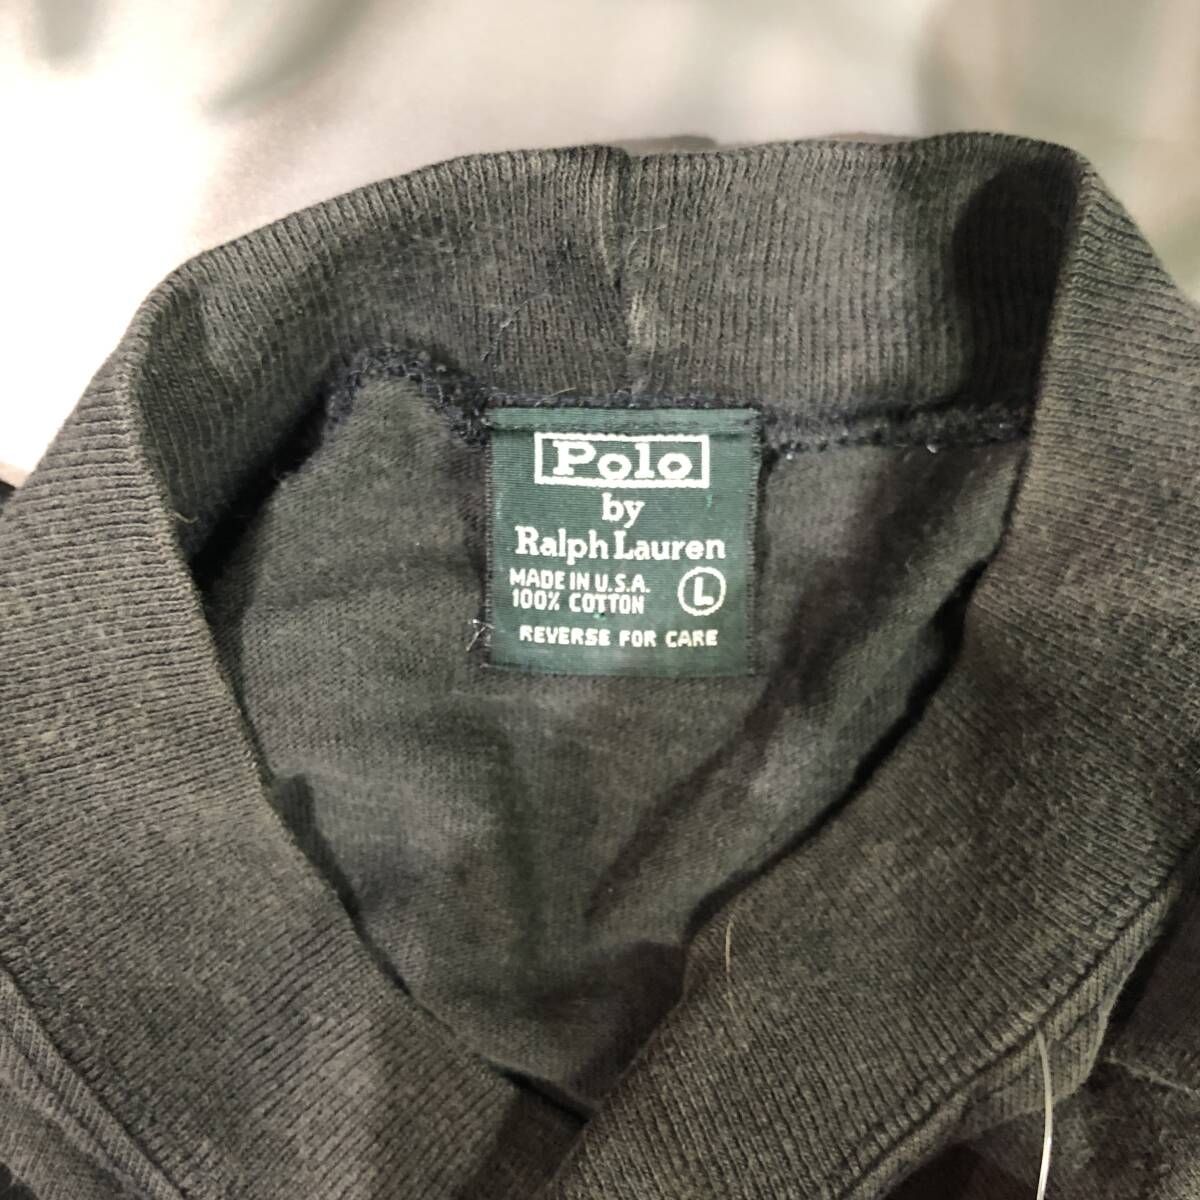 Polo
by
Ralph Lauren
MADE IN U.S.A.
100% COTTON
L
REVERSE FOR CARE